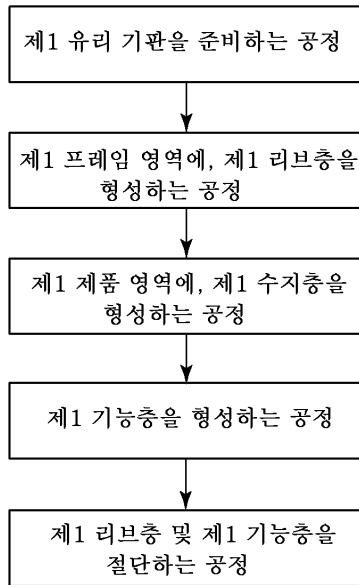 제1 유리 기판을 준비하는 공정
제1 프레임 영역에, 제1 리브층을
형성하는 공정
제1 제품 영역에, 제1 수지층을
형성하는 공정
제1 기능층을 형성하는 공정
제1 리브층 및 제1 기능층을
절단하는 공정